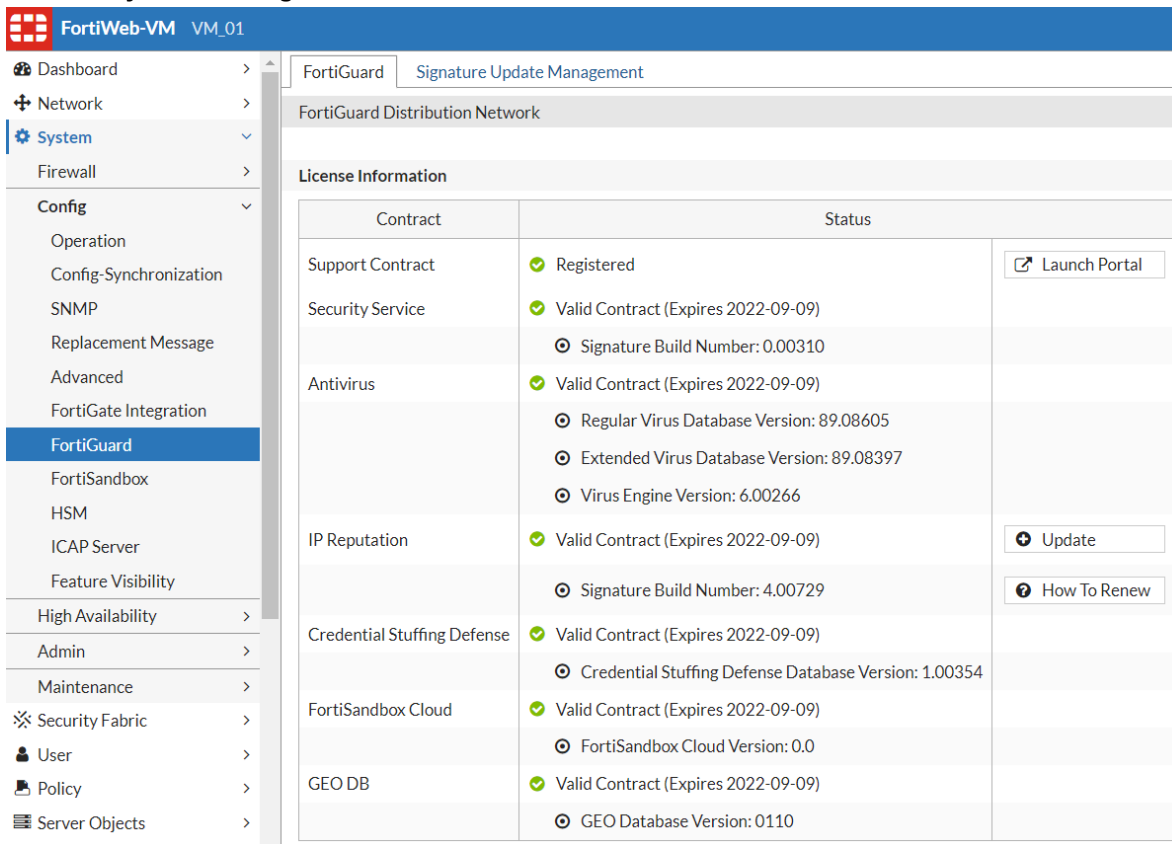 FortiWeb-VM VM_01
Dashboard
Network
System
Firewall
Config
Operation
Config-Synchronization
SNMP
Replacement Message
Advanced
FortiGate Integration
FortiGuard
FortiSandbox
HSM
ICAP Server
Feature Visibility
High Availability
Admin
Maintenance
Security Fabric
User
Policy
Server Objects
FortiGuard Signature Update Management
FortiGuard Distribution Network
License Information
Contract Status
Support Contract Registered Launch Portal
Security Service Valid Contract (Expires 2022-09-09)
Signature Build Number: 0.00310
Antivirus Valid Contract (Expires 2022-09-09)
Regular Virus Database Version: 89.08605
Extended Virus Database Version: 89.08397
Virus Engine Version: 6.00266
IP Reputation Valid Contract (Expires 2022-09-09) Update
Signature Build Number: 4.00729 How To Renew
Credential Stuffing Defense Valid Contract (Expires 2022-09-09)
Credential Stuffing Defense Database Version: 1.00354
FortiSandbox Cloud Valid Contract (Expires 2022-09-09)
FortiSandbox Cloud Version: 0.0
GEO DB Valid Contract (Expires 2022-09-09)
GEO Database Version: 0110